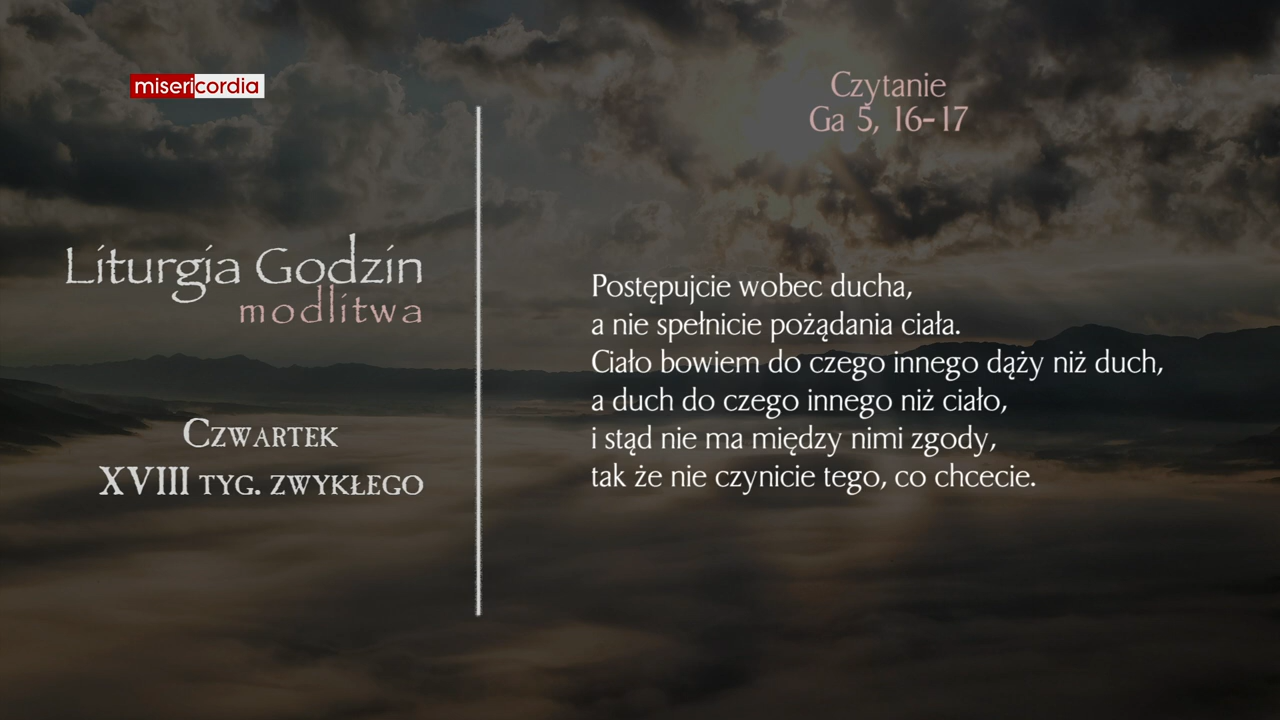 misericordia
Liturgia Godzin
modlitwa
Czwartek
XVIII tyg. zwykłego
Czytanie
Ga 5, 16-17
Postępujcie wobec ducha,
a nie spełnicie pożądania ciała.
Ciało bowiem do czego innego dąży niż duch,
a duch do czego innego niż ciało,
i stąd nie ma między nimi zgody,
tak że nie czynicie tego, co chcecie.